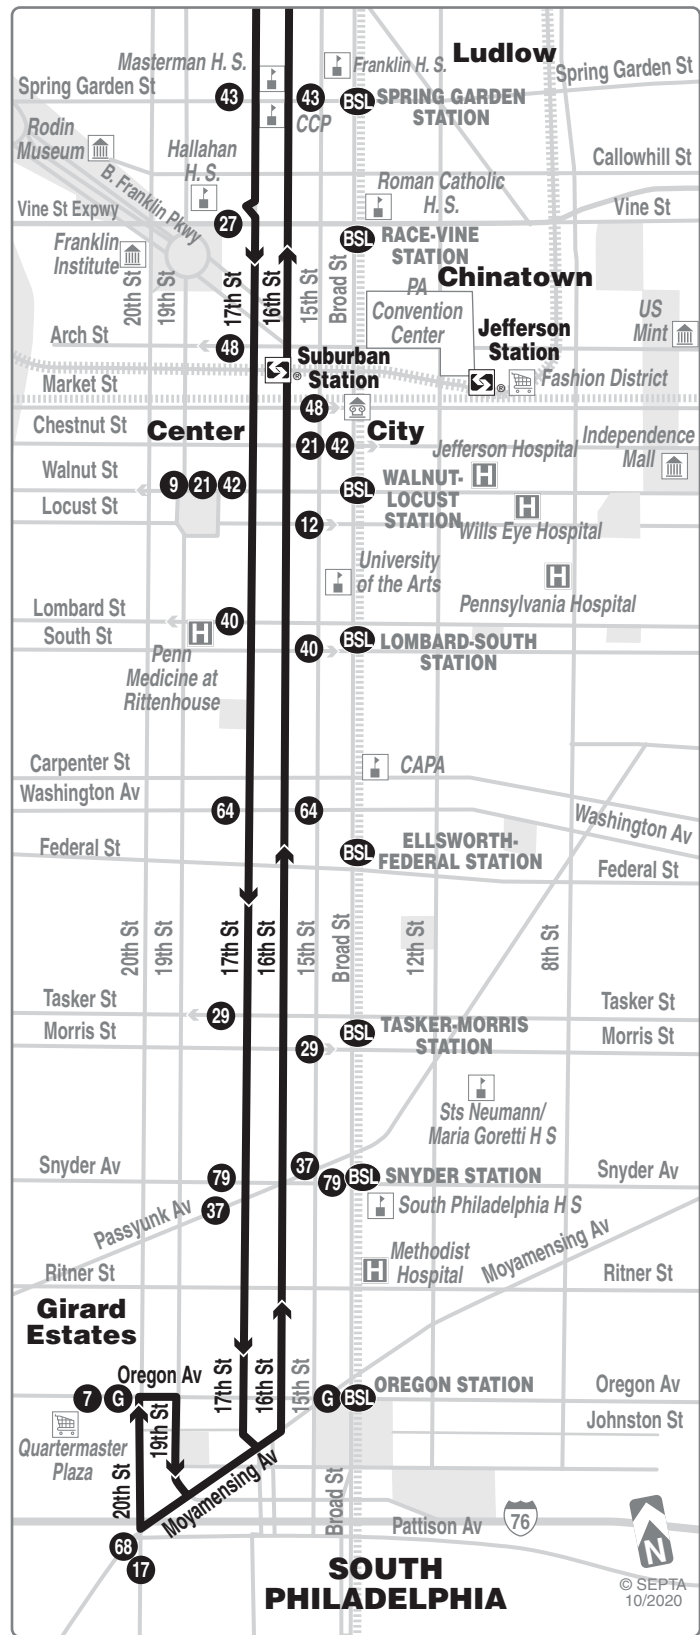 Ludlow
Masterman H. S.
Franklin H. S.
Spring Garden St
Spring Garden St
43
43
BSL
SPRING GARDEN
STATION
CCP
Rodin
Museum
Hallahan
H. S.
Callowhill St
B. Franklin Pkwy
Roman Catholic
H. S.
Vine St Expwy
27
Vine St
Franklin
Institute
BSL
RACE-VINE
STATION
20th St
19th St
17th St
16th St
15th St
Broad St
Chinatown
PA
Convention
Center
US
Mint
Jefferson
Station
Arch St
48
Suburban
Station
®
®
Fashion District
Market St
48
Chestnut St
Center
City
21
42
Jefferson Hospital
Independence
Mall
Walnut St
9
21
42
BSL
WALNUT-
LOCUST
STATION
Locust St
12
Wills Eye Hospital
University
of the Arts
Pennsylvania Hospital
Lombard St
40
South St
40
BSL
LOMBARD-SOUTH
STATION
Penn
Medicine at
Rittenhouse
Carpenter St
CAPA
Washington Av
64
64
Washington Av
Federal St
BSL
ELLSWORTH-
FEDERAL STATION
Federal St
20th St
19th St
17th St
16th St
15th St
Broad St
12th St
8th St
Tasker St
29
Tasker St
Morris St
29
BSL
TASKER-MORRIS
STATION
Morris St
Sts Neumann/
Maria Goretti H S
Snyder Av
79
37
79
BSL
SNYDER STATION
Snyder Av
Passyunk Av
37
South Philadelphia H S
Methodist
Hospital
Moyamensing Av
Ritner St
Ritner St
Girard
Estates
Oregon Av
17th St
16th St
15th St
7
G
G
BSL
OREGON STATION
Oregon Av
Johnston St
Quartermaster
Plaza
19th St
20th St
Moyamensing Av
Broad St
Pattison Av
76
68
17
SOUTH
PHILADELPHIA
N
© SEPTA
10/2020